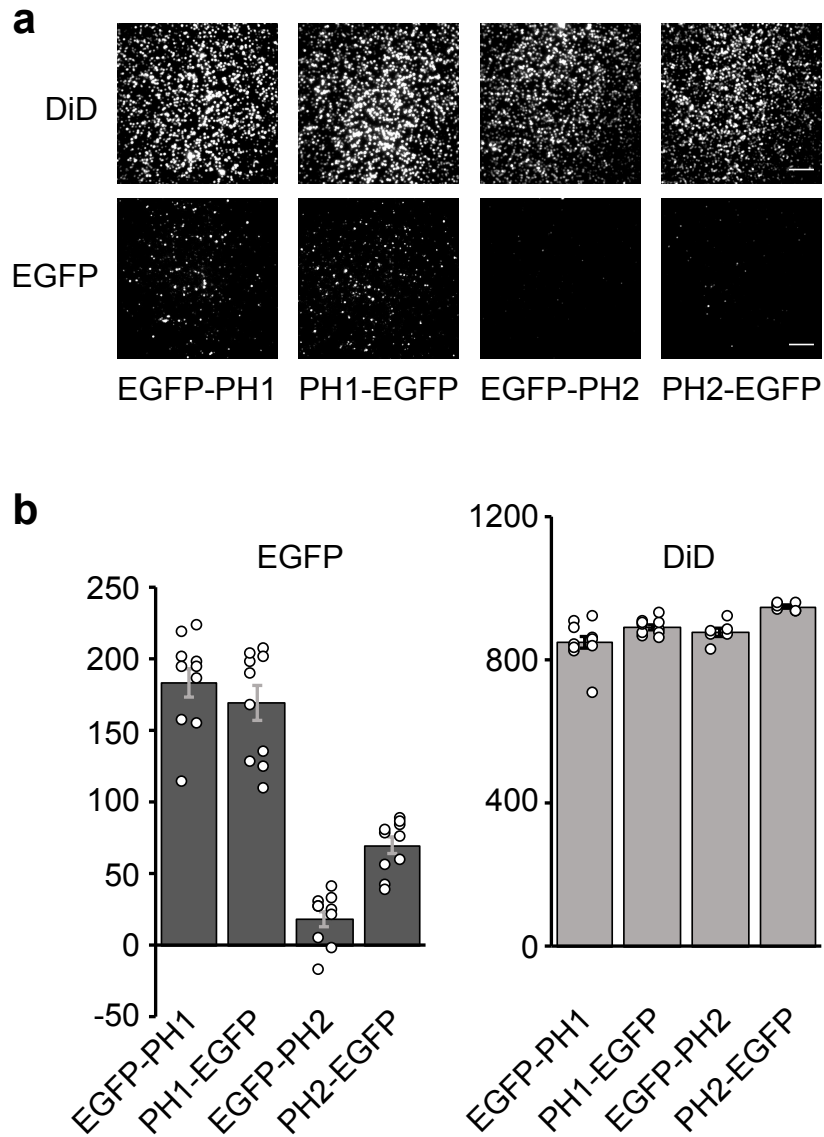 a
DiD
EGFP
EGFP-PH1 PH1-EGFP EGFP-PH2 PH2-EGFP
b
EGFP
250
200
150
100
50
0
-50
EGFP-PH1
PH1-EGFP
EGFP-PH2
PH2-EGFP
DiD
1200
800
400
0
EGFP-PH1
PH1-EGFP
EGFP-PH2
PH2-EGFP